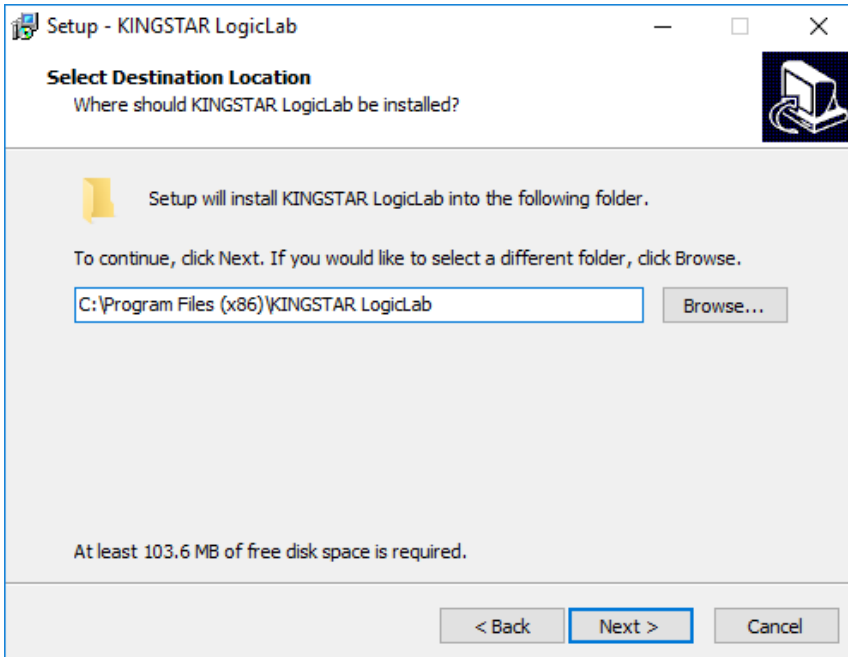 Setup - KINGSTAR LogicLab
Select Destination Location
Where should KINGSTAR LogicLab be installed?
Setup will install KINGSTAR LogicLab into the following folder.
To continue, click Next. If you would like to select a different folder, click Browse.
C:\Program Files (x86)\KINGSTAR LogicLab
Browse...
At least 103.6 MB of free disk space is required.
< Back
Next >
Cancel